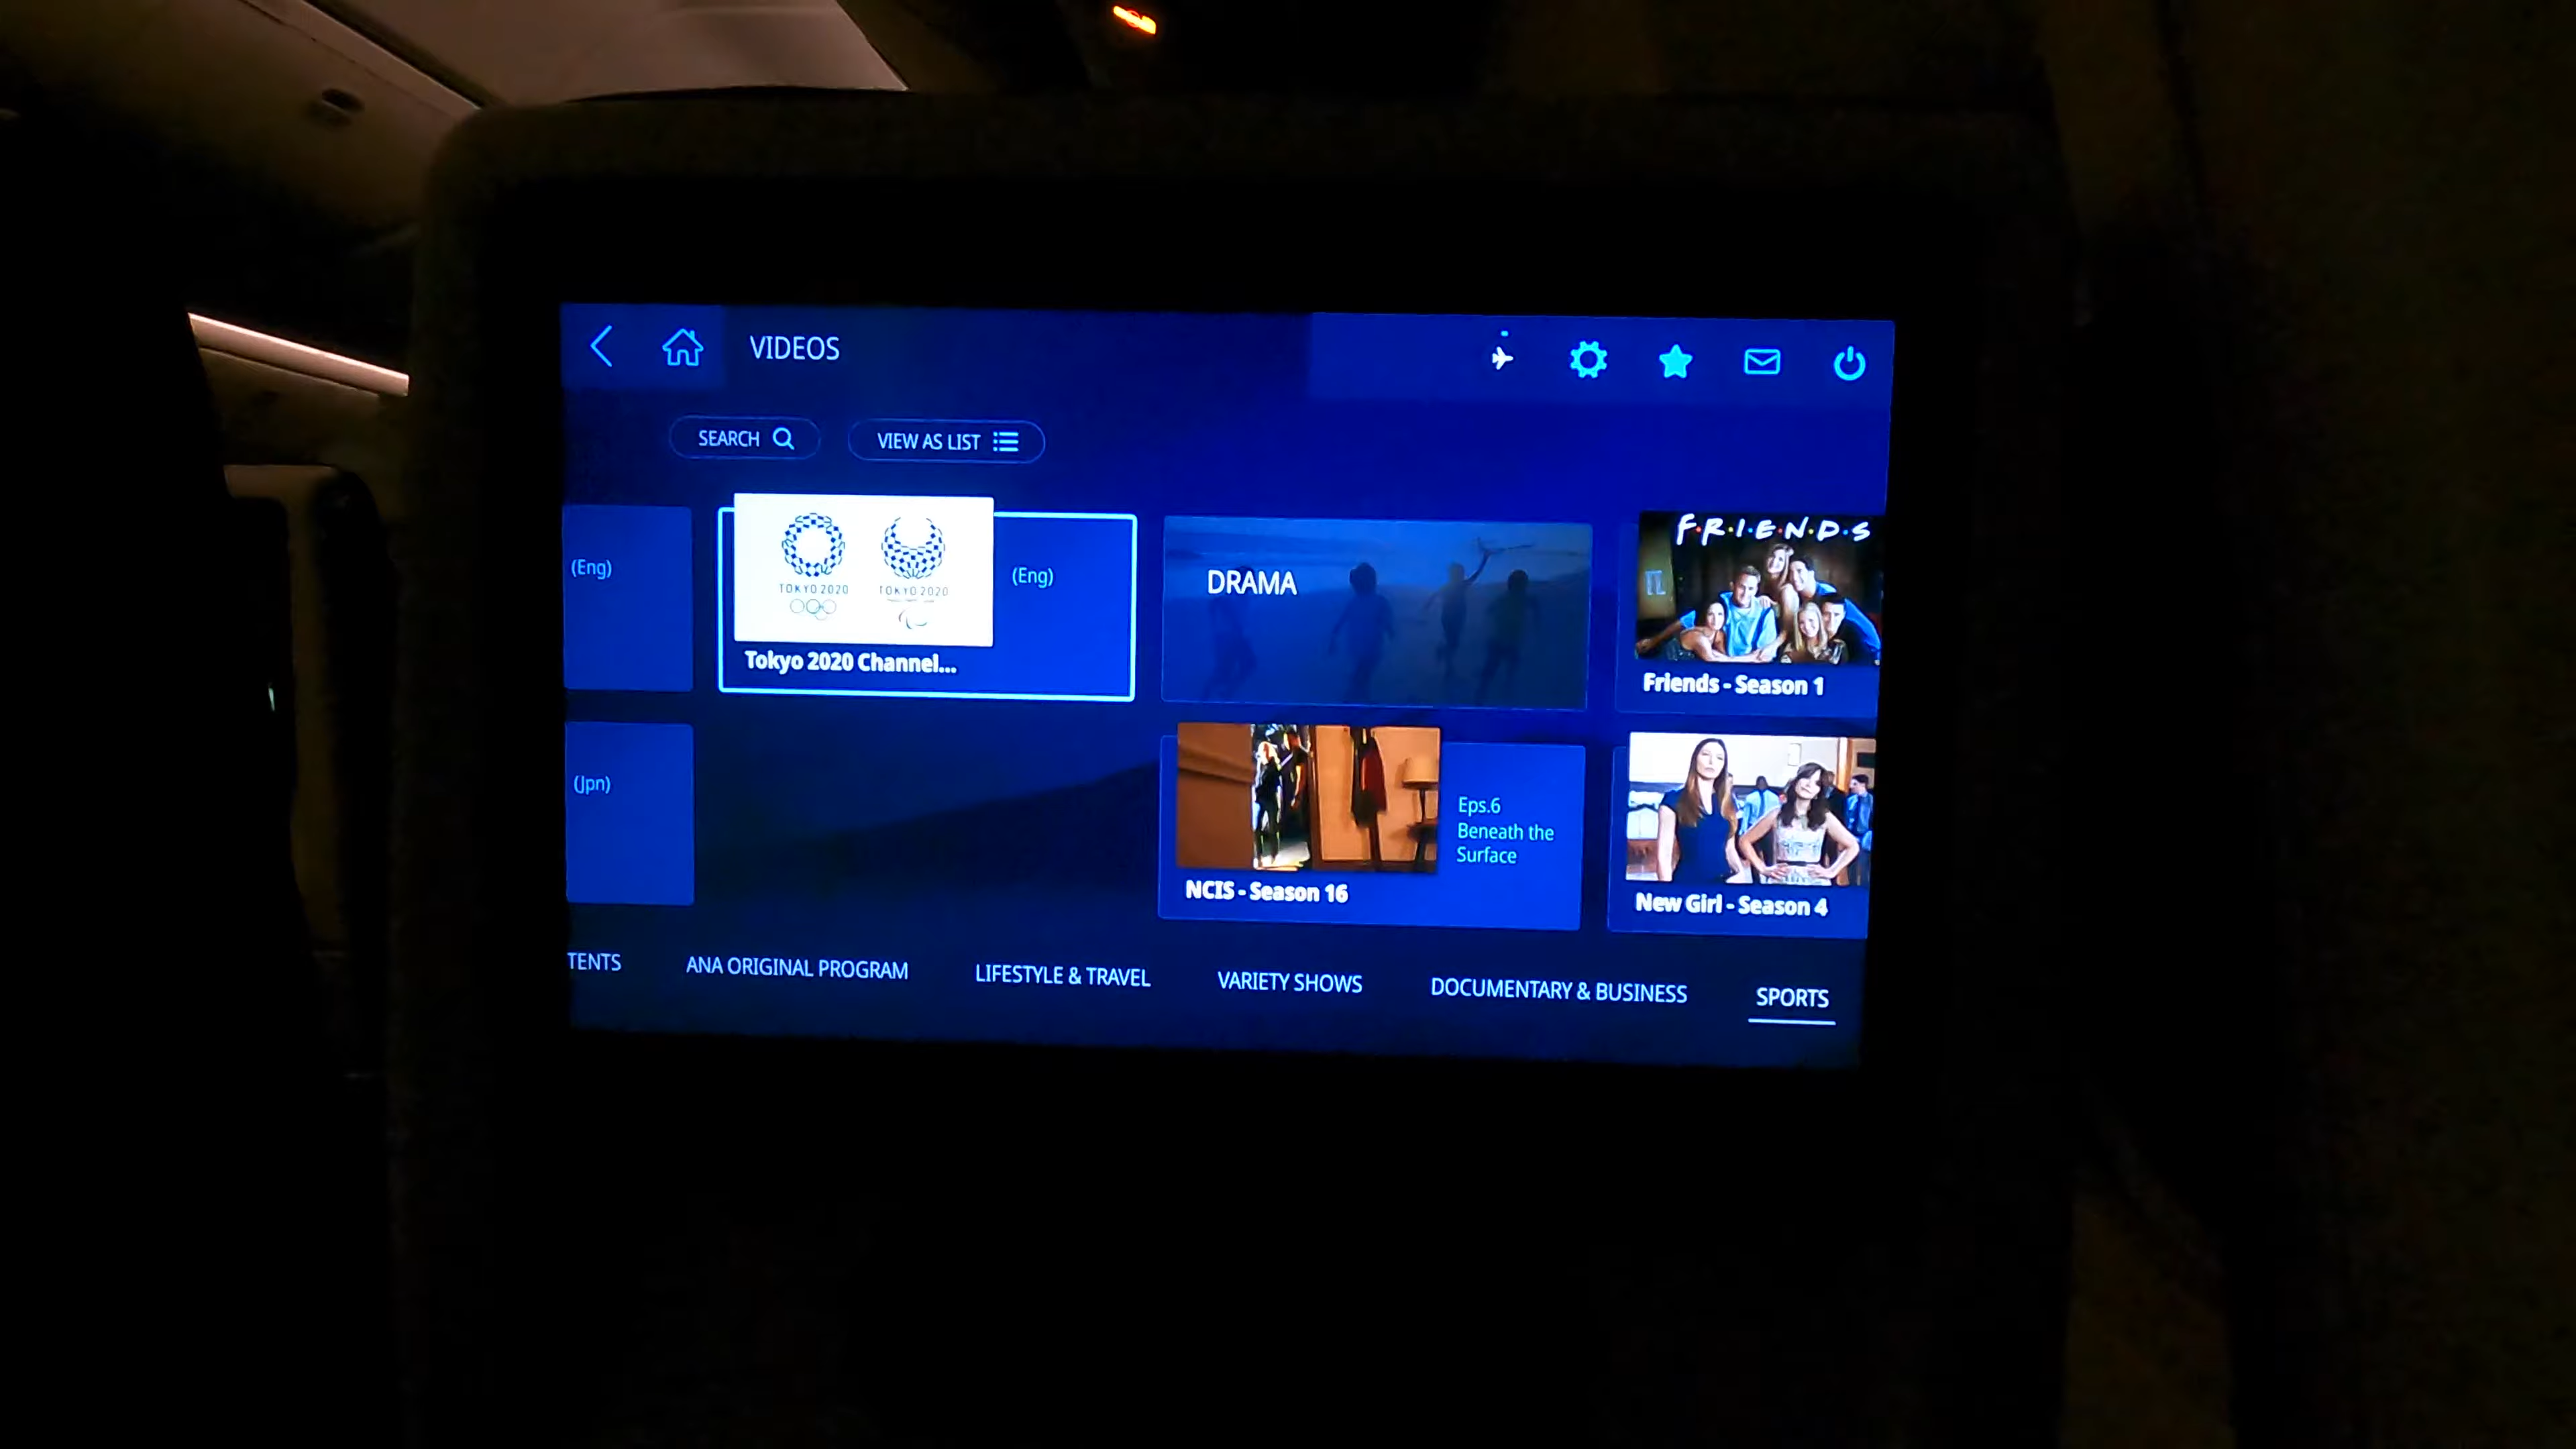 VIDEOS
SEARCH
VIEW AS LIST
(Eng)
TOKYO 2020
TOKYO 2020
(Eng)
Tokyo 2020 Channel...
DRAMA
F·R·I·E·N·D·S
Friends - Season 1
(Jpn)
Eps.6
Beneath the
Surface
NCIS - Season 16
New Girl - Season 4
TENTS
ANA ORIGINAL PROGRAM
LIFESTYLE & TRAVEL
VARIETY SHOWS
DOCUMENTARY & BUSINESS
SPORTS